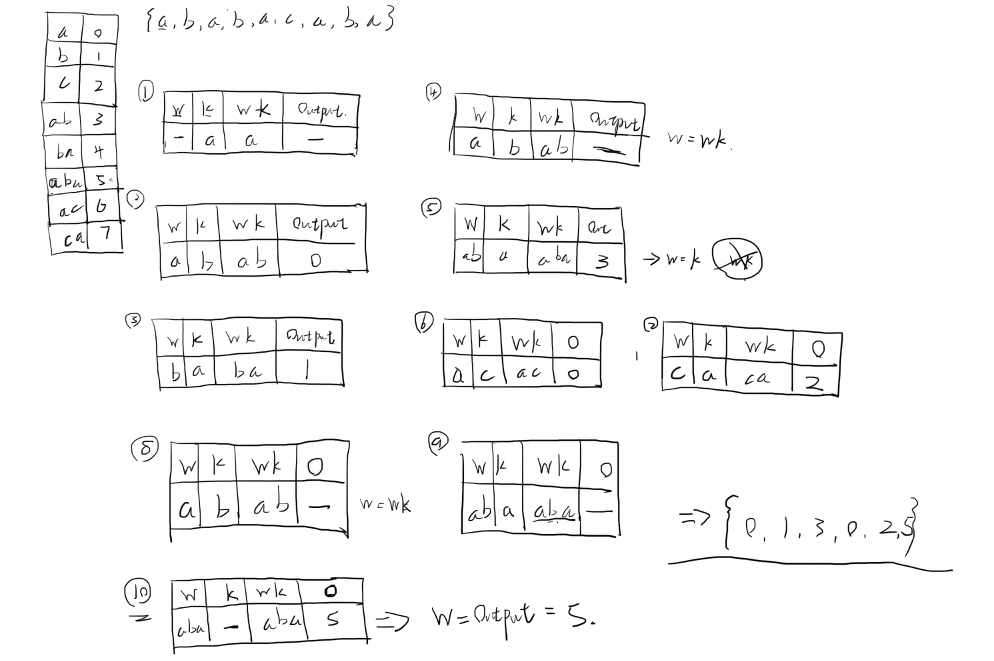 {a, b, a, b, a, c, a, b, a}
a 0
b 1
c 2
ab 3
ba 4
aba 5
ac 6
ca 7
①
w k wk Output.
- a a -
②
w k wk Output
a b ab 0
③
w k wk Output
b a ba 1
④
w k wk Output
a b ab -
w = wk.
⑤
w k wk Out
ab a aba 3
→ w = k
⑥
w k wk O
a c ac 0
⑦
w k wk O
c a ca 2
⑧
w k wk O
a b ab -
w = wk
⑨
w k wk O
ab a aba -
⑩
w k wk O
aba - aba 5
⇒ w = Output = 5.
⇒ {0, 1, 3, 0, 2, 5}